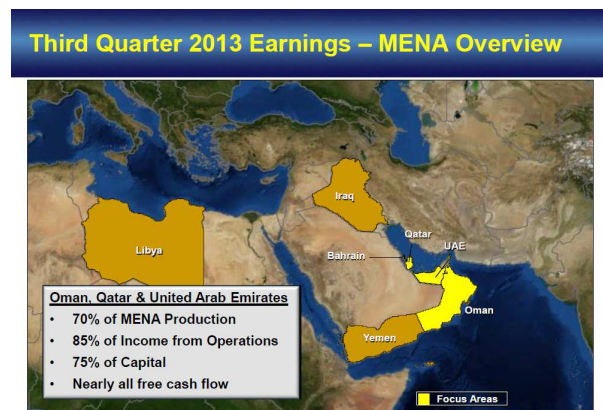 Third Quarter 2013 Earnings – MENA Overview
Iraq
Qatar
UAE
Bahrain
Libya
Oman
Yemen
Oman, Qatar & United Arab Emirates
• 70% of MENA Production
• 85% of Income from Operations
• 75% of Capital
• Nearly all free cash flow
Focus Areas